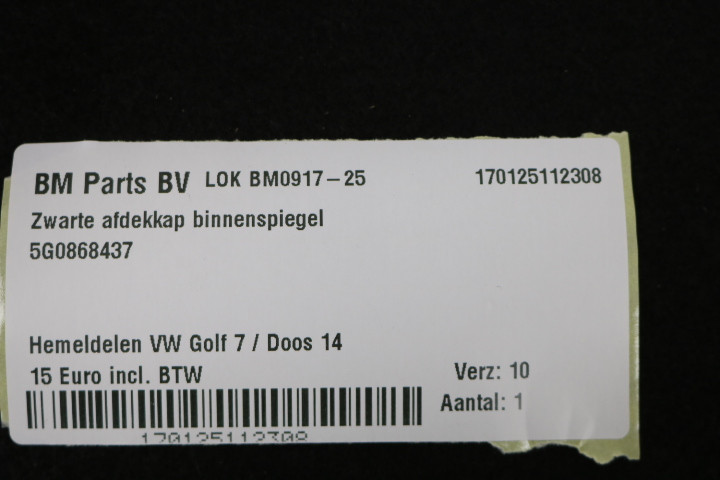 BM Parts BV LOK BM0917-25 170125112308
Zwarte afdekkap binnenspiegel
5G0868437
Hemeldelen VW Golf 7 / Doos 14
15 Euro incl. BTW Verz: 10
Aantal: 1
170125112308